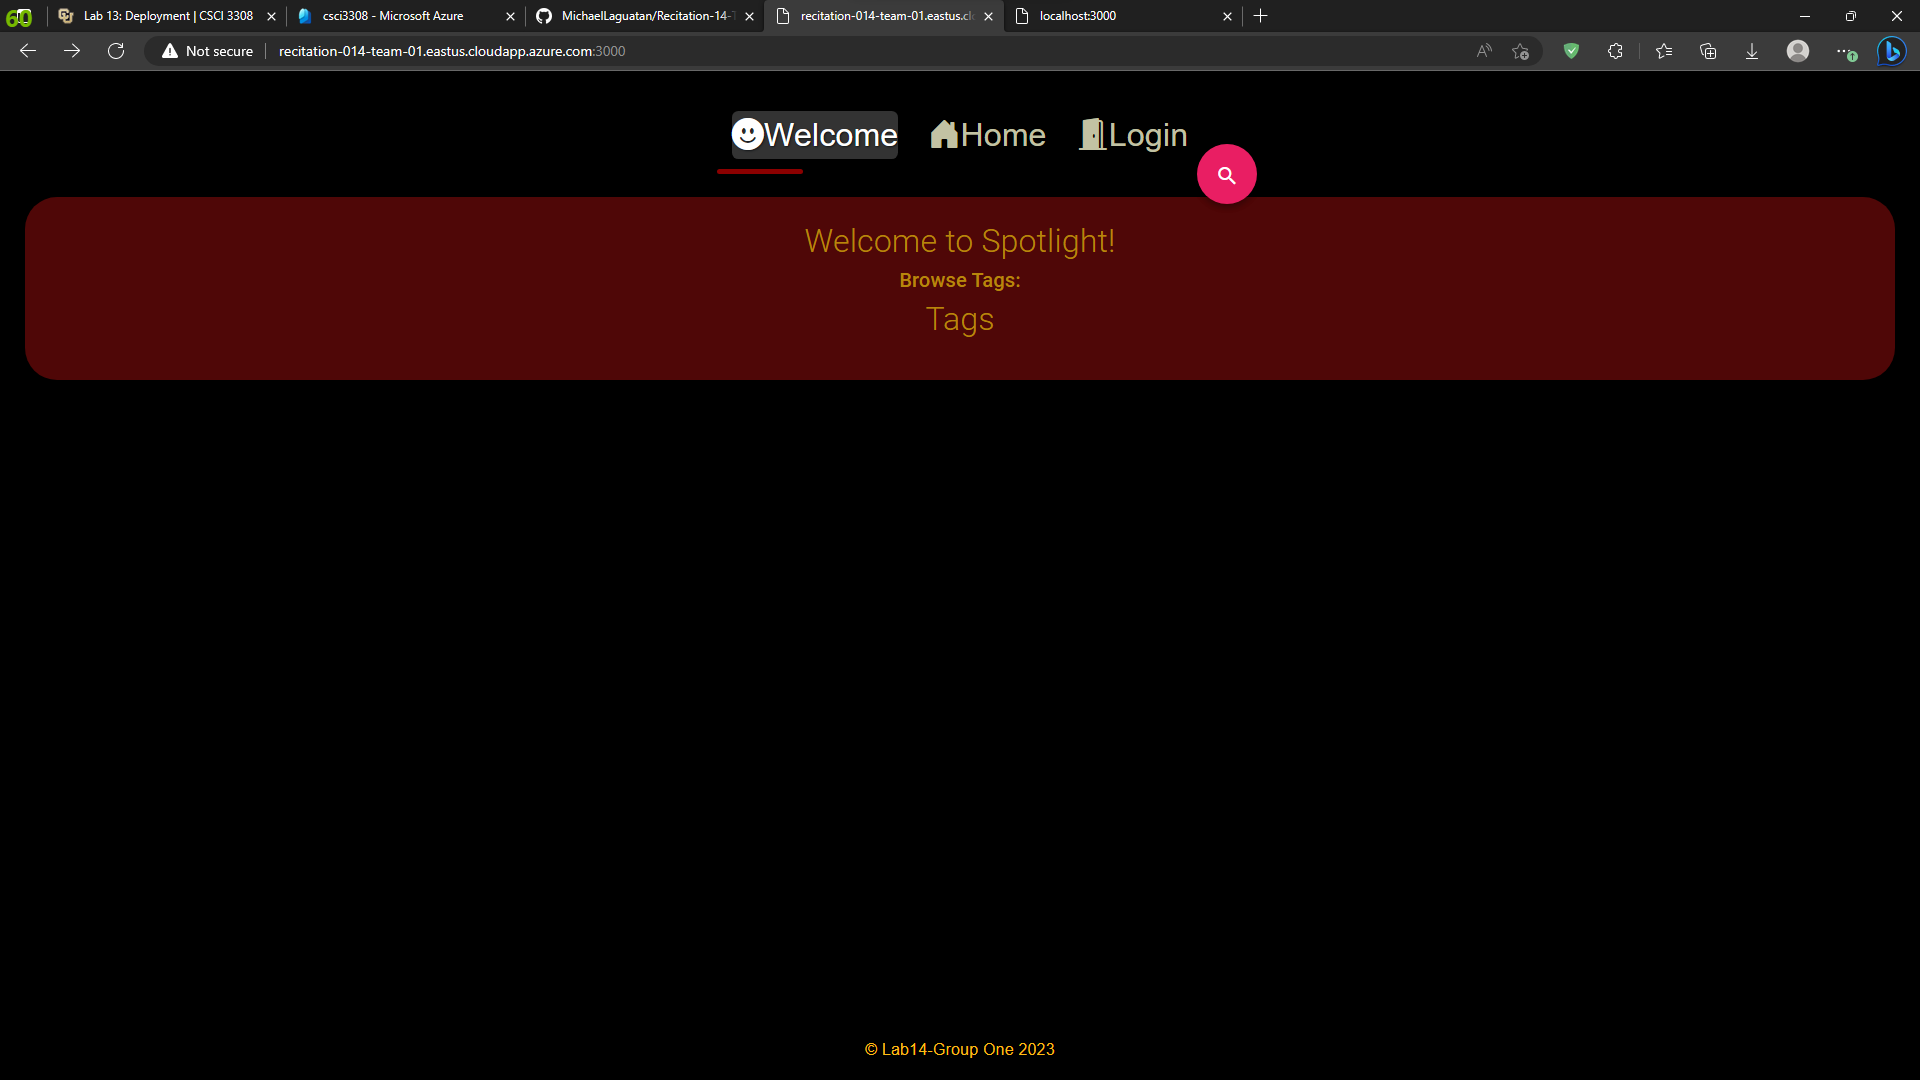 60
Lab 13: Deployment | CSCI 3308
csci3308 - Microsoft Azure
MichaelLaguatan/Recitation-14-
recitation-014-team-01.eastus.cl
localhost:3000
Not secure
recitation-014-team-01.eastus.cloudapp.azure.com:3000
Welcome
Home
Login
Welcome to Spotlight!
Browse Tags:
Tags
© Lab14-Group One 2023